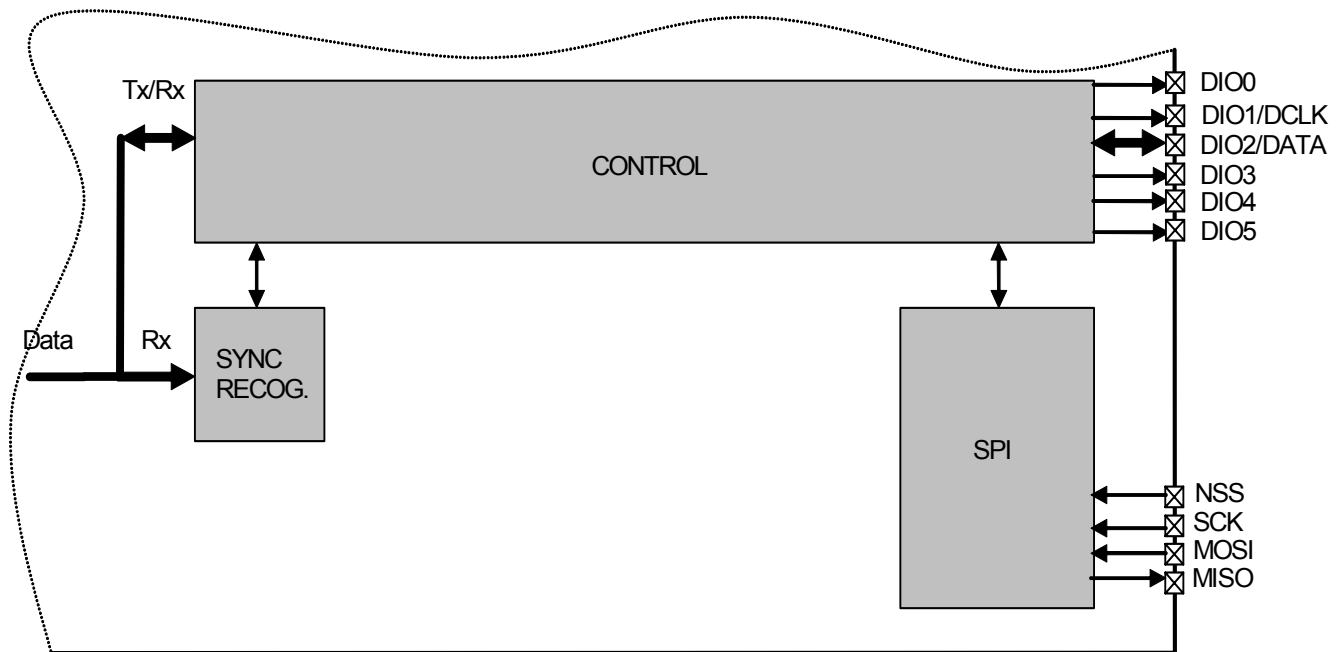 Tx/Rx
DIO0
DIO1/DCLK
DIO2/DATA
CONTROL
DIO3
DIO4
DIO5
Data
Rx
SYNC
RECOG.
SPI
NSS
SCK
MOSI
MISO